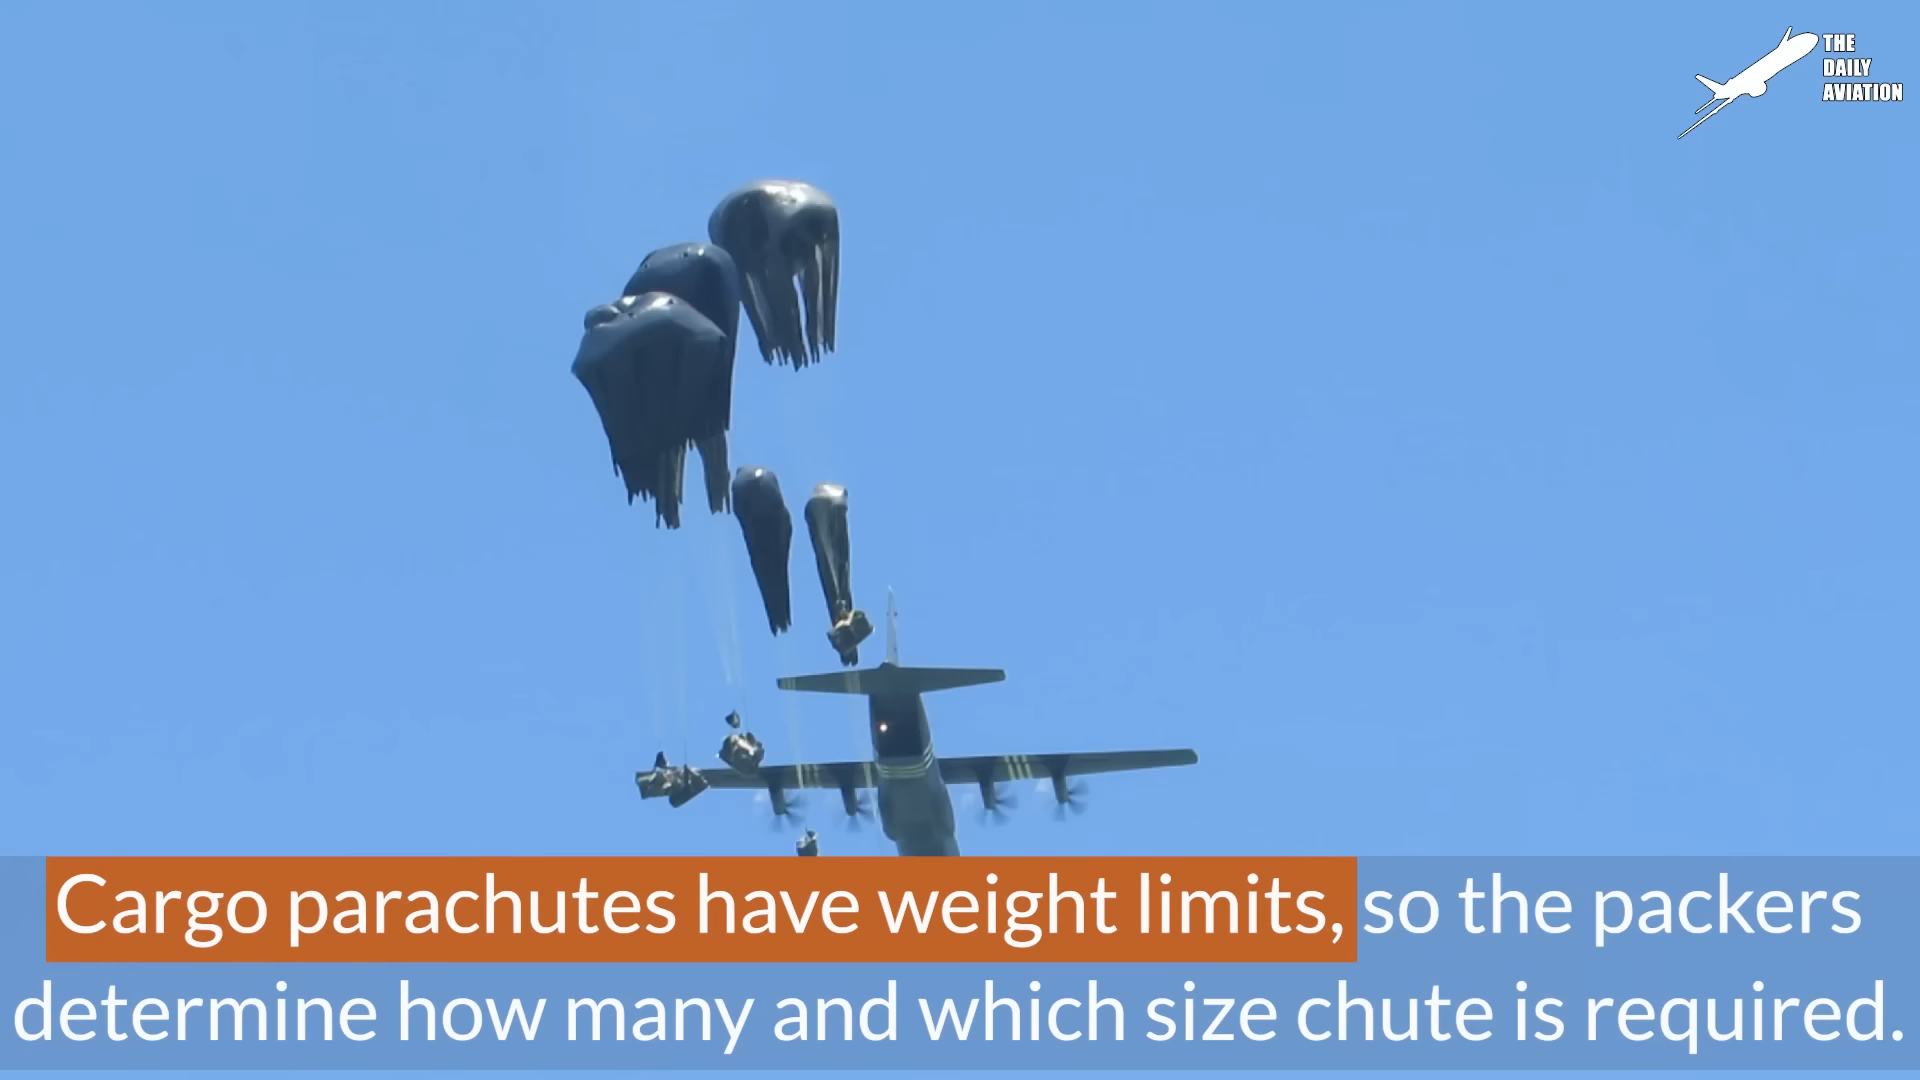 THE
DAILY
AVIATION
Cargo parachutes have weight limits, so the packers
determine how many and which size chute is required.